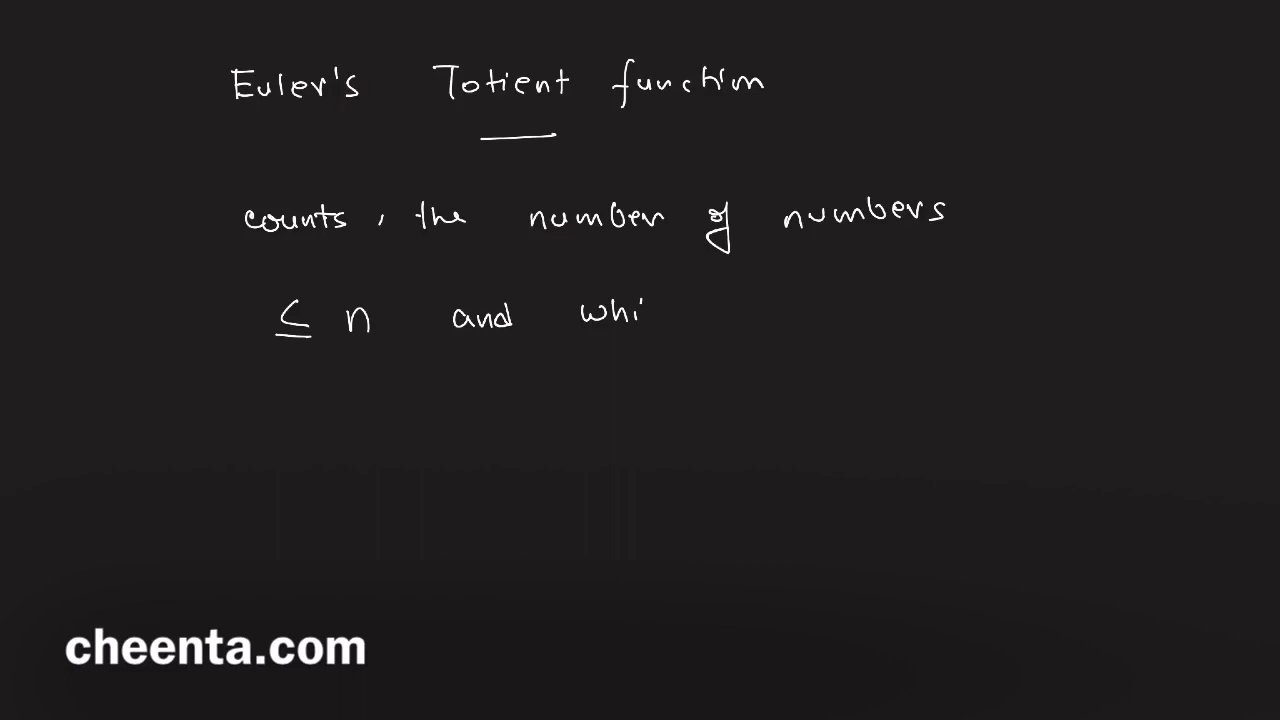 Euler's Totient function
counts, the number of numbers
≤ n and whi
cheenta.com